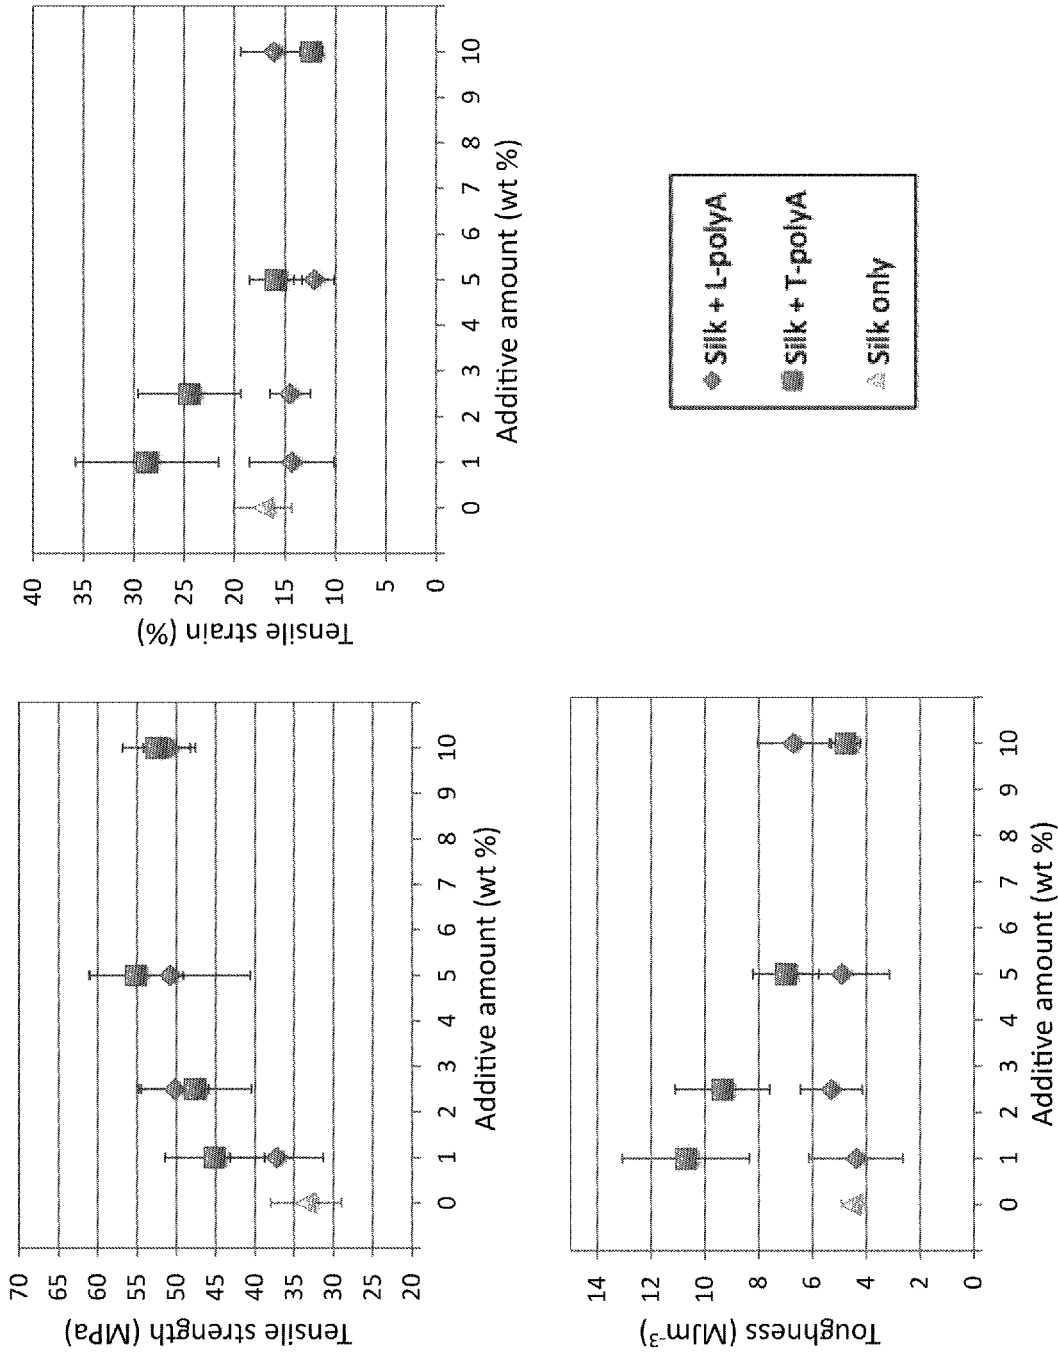 70
65
60
55
50
45
40
35
30
25
20
Tensile strength (MPa)
0 1 2 3 4 5 6 7 8 9 10
Additive amount (wt %)
40
35
30
25
20
15
10
5
0
Tensile strain (%)
0 1 2 3 4 5 6 7 8 9 10
Additive amount (wt %)
14
12
10
8
6
4
2
0
Toughness (MJm-3)
0 1 2 3 4 5 6 7 8 9 10
Additive amount (wt %)
Silk + L-polyA
Silk + T-polyA
Silk only